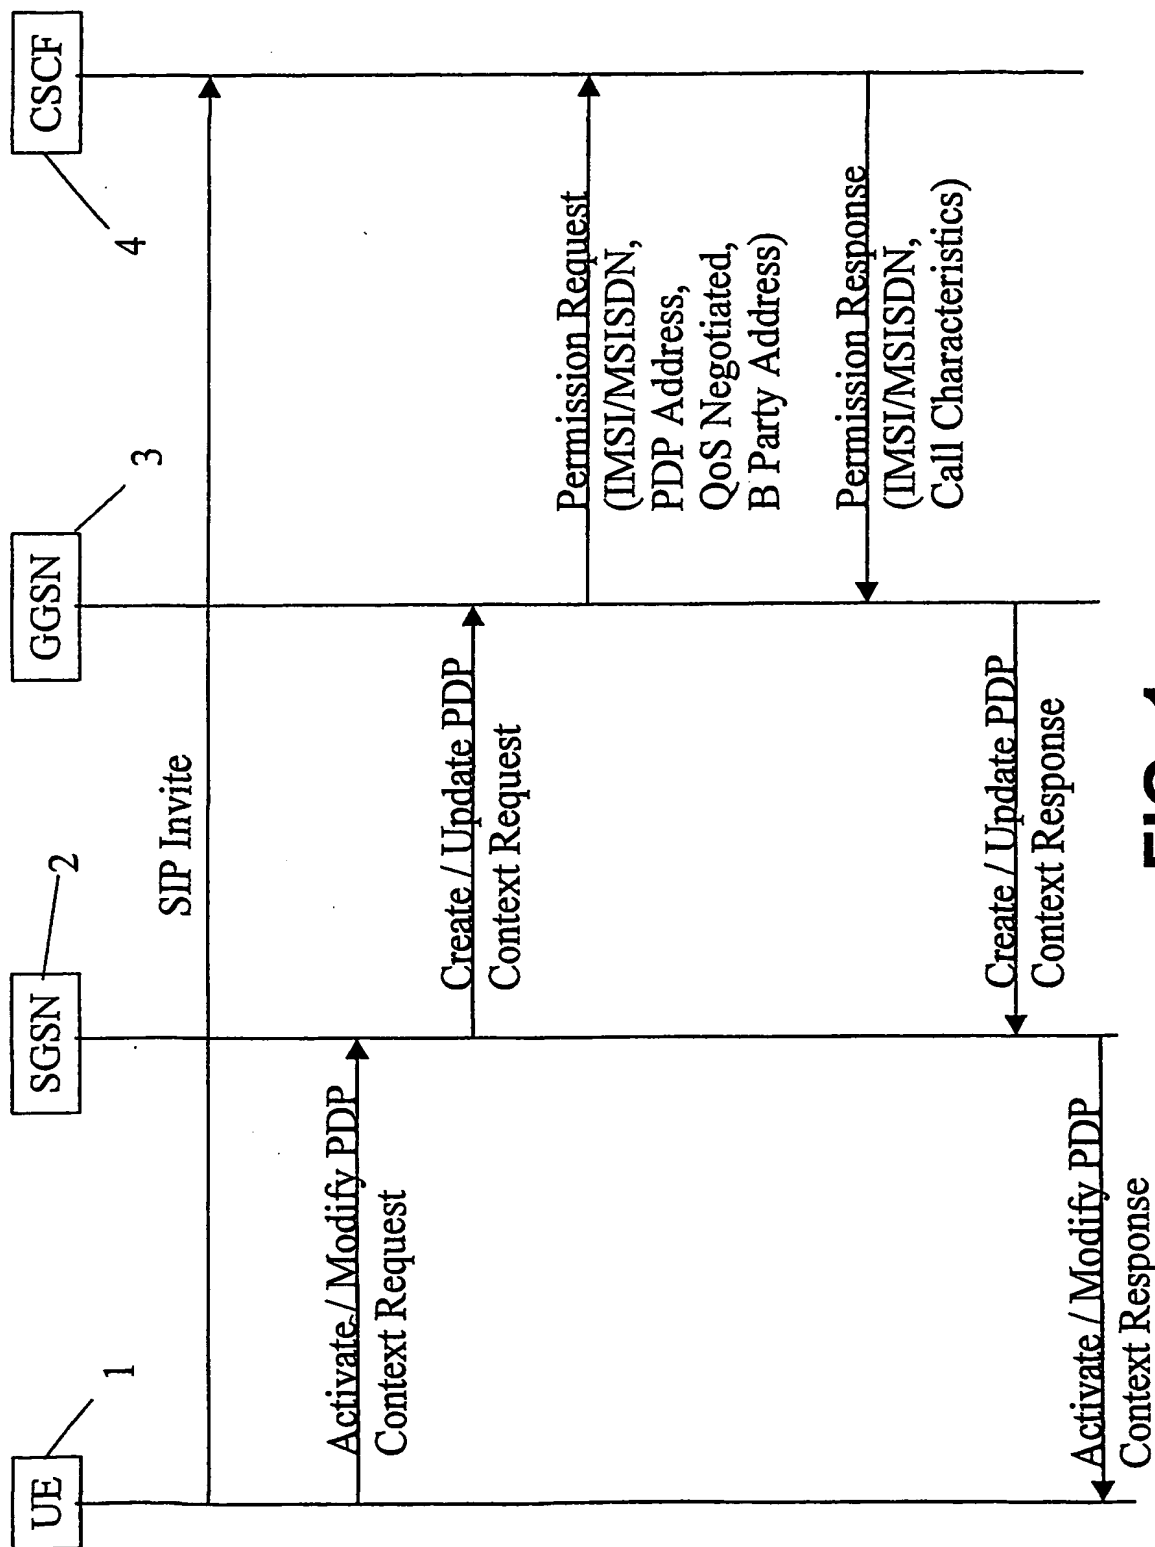 UE
SGSN
GGSN
CSCF
1
2
3
4
SIP Invite
Activate / Modify PDP
Context Request
Create / Update PDP
Context Request
Permission Request
(IMSI/MSISDN,
PDP Address,
QoS Negotiated,
B Party Address)
Permission Response
(IMSI/MSISDN,
Call Characteristics)
Create / Update PDP
Context Response
Activate / Modify PDP
Context Response